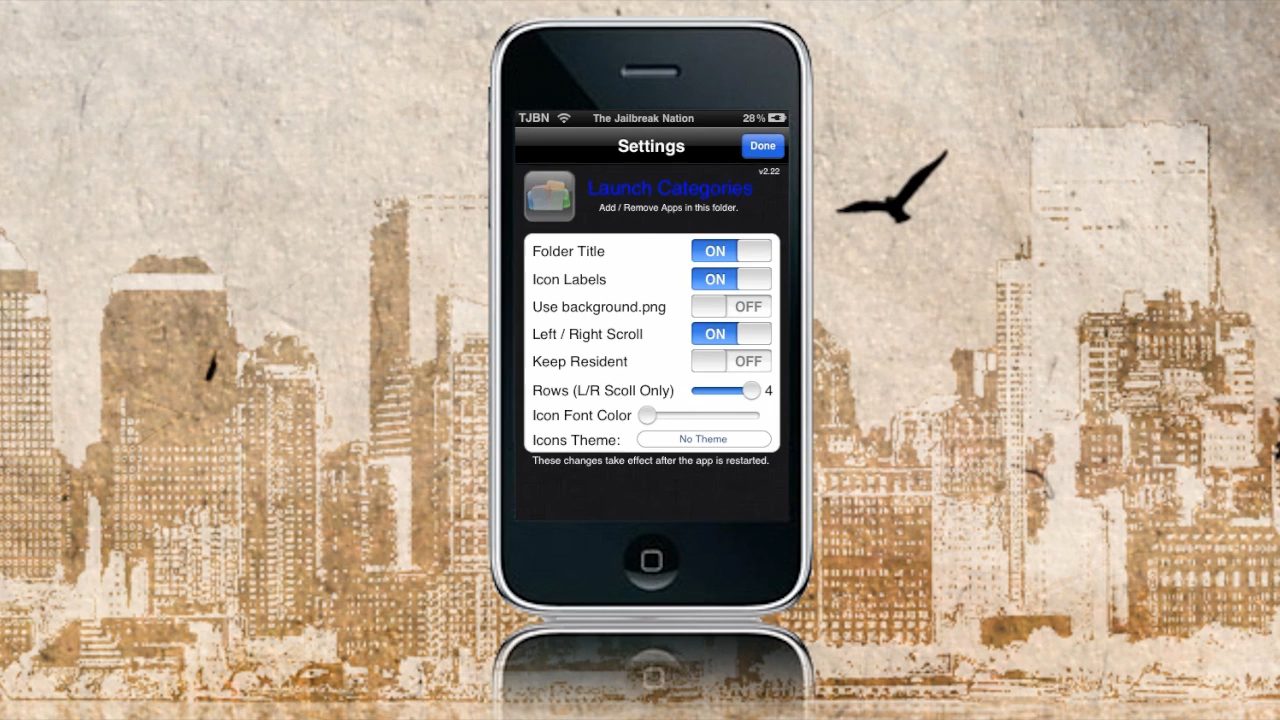 TJBN The Jailbreak Nation 28%
Settings Done
v2.22
Launch Categories
Add / Remove Apps in this folder.
Folder Title ON
Icon Labels ON
Use background.png OFF
Left / Right Scroll ON
Keep Resident OFF
Rows (L/R Scoll Only) 4
Icon Font Color
Icons Theme: No Theme
These changes take effect after the app is restarted.